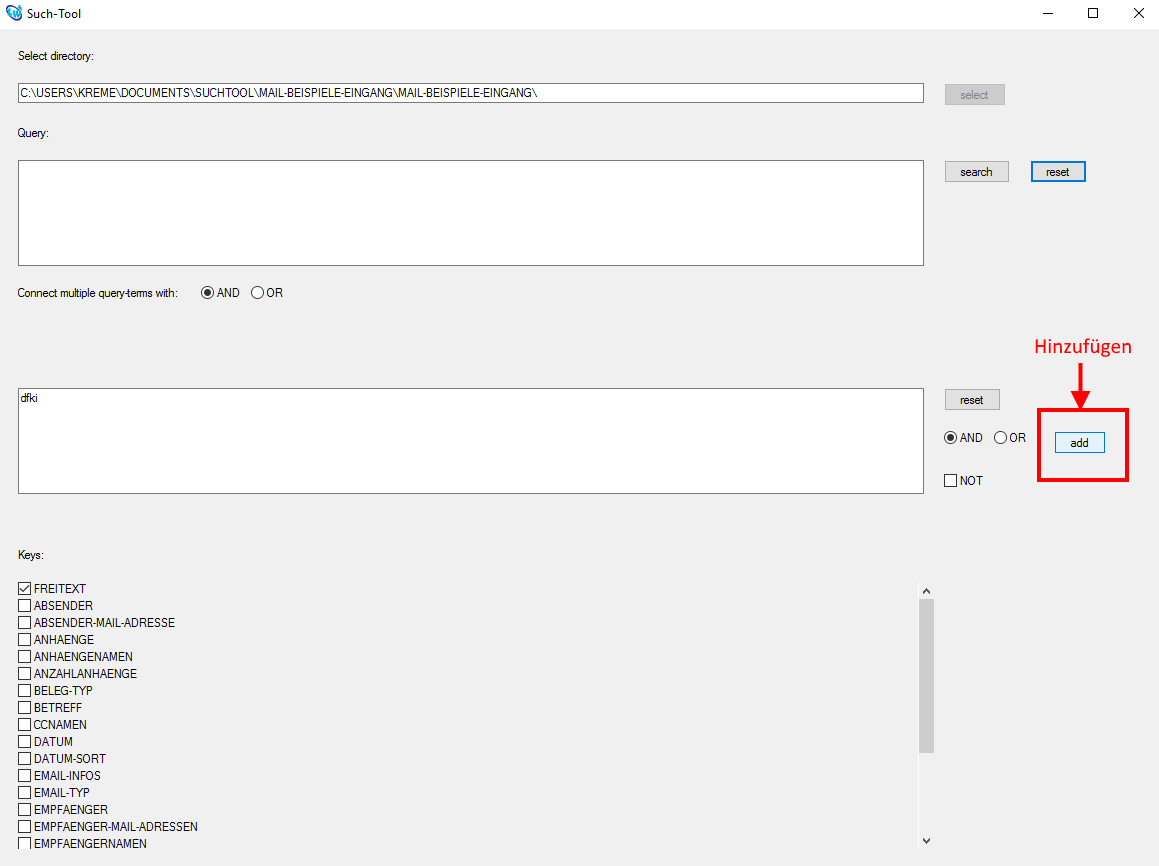 Such-Tool
Select directory:
C:\USERS\KREME\DOCUMENTS\SUCHTOOL\MAIL-BEISPIELE-EINGANG\MAIL-BEISPIELE-EINGANG\
select
Query:
search
reset
Connect multiple query-terms with:
AND
OR
Hinzufügen
dfki
reset
AND
OR
add
NOT
Keys:
FREITEXT
ABSENDER
ABSENDER-MAIL-ADRESSE
ANHAENGE
ANHAENGENAMEN
ANZAHLANHAENGE
BELEG-TYP
BETREFF
CCNAMEN
DATUM
DATUM-SORT
EMAIL-INFOS
EMAIL-TYP
EMPFAENGER
EMPFAENGER-MAIL-ADRESSEN
EMPFAENGERNAMEN